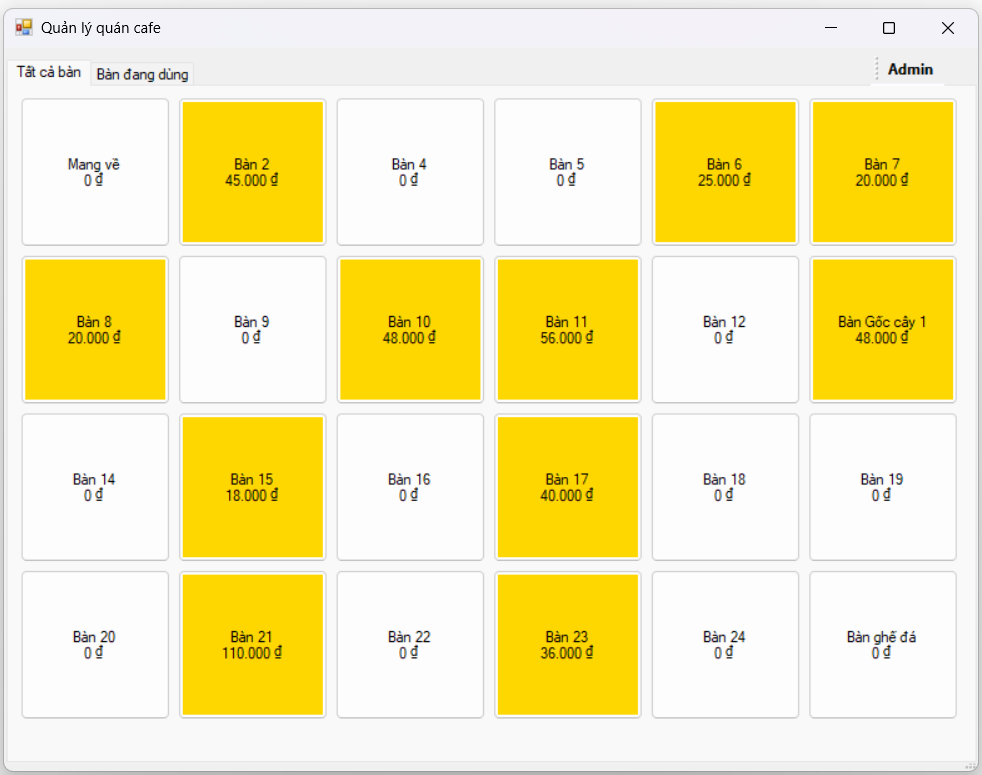 Quản lý quán cafe
Tất cả bàn
Bàn đang dùng
Admin
Mang về
0 ₫
Bàn 2
45.000 ₫
Bàn 4
0 ₫
Bàn 5
0 ₫
Bàn 6
25.000 ₫
Bàn 7
20.000 ₫
Bàn 8
20.000 ₫
Bàn 9
0 ₫
Bàn 10
48.000 ₫
Bàn 11
56.000 ₫
Bàn 12
0 ₫
Bàn Gốc cây 1
48.000 ₫
Bàn 14
0 ₫
Bàn 15
18.000 ₫
Bàn 16
0 ₫
Bàn 17
40.000 ₫
Bàn 18
0 ₫
Bàn 19
0 ₫
Bàn 20
0 ₫
Bàn 21
110.000 ₫
Bàn 22
0 ₫
Bàn 23
36.000 ₫
Bàn 24
0 ₫
Bàn ghế đá
0 ₫